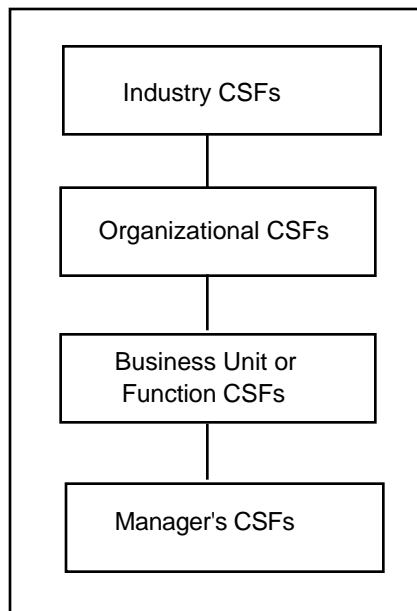 Industry CSFs
Organizational CSFs
Business Unit or
Function CSFs
Manager's CSFs